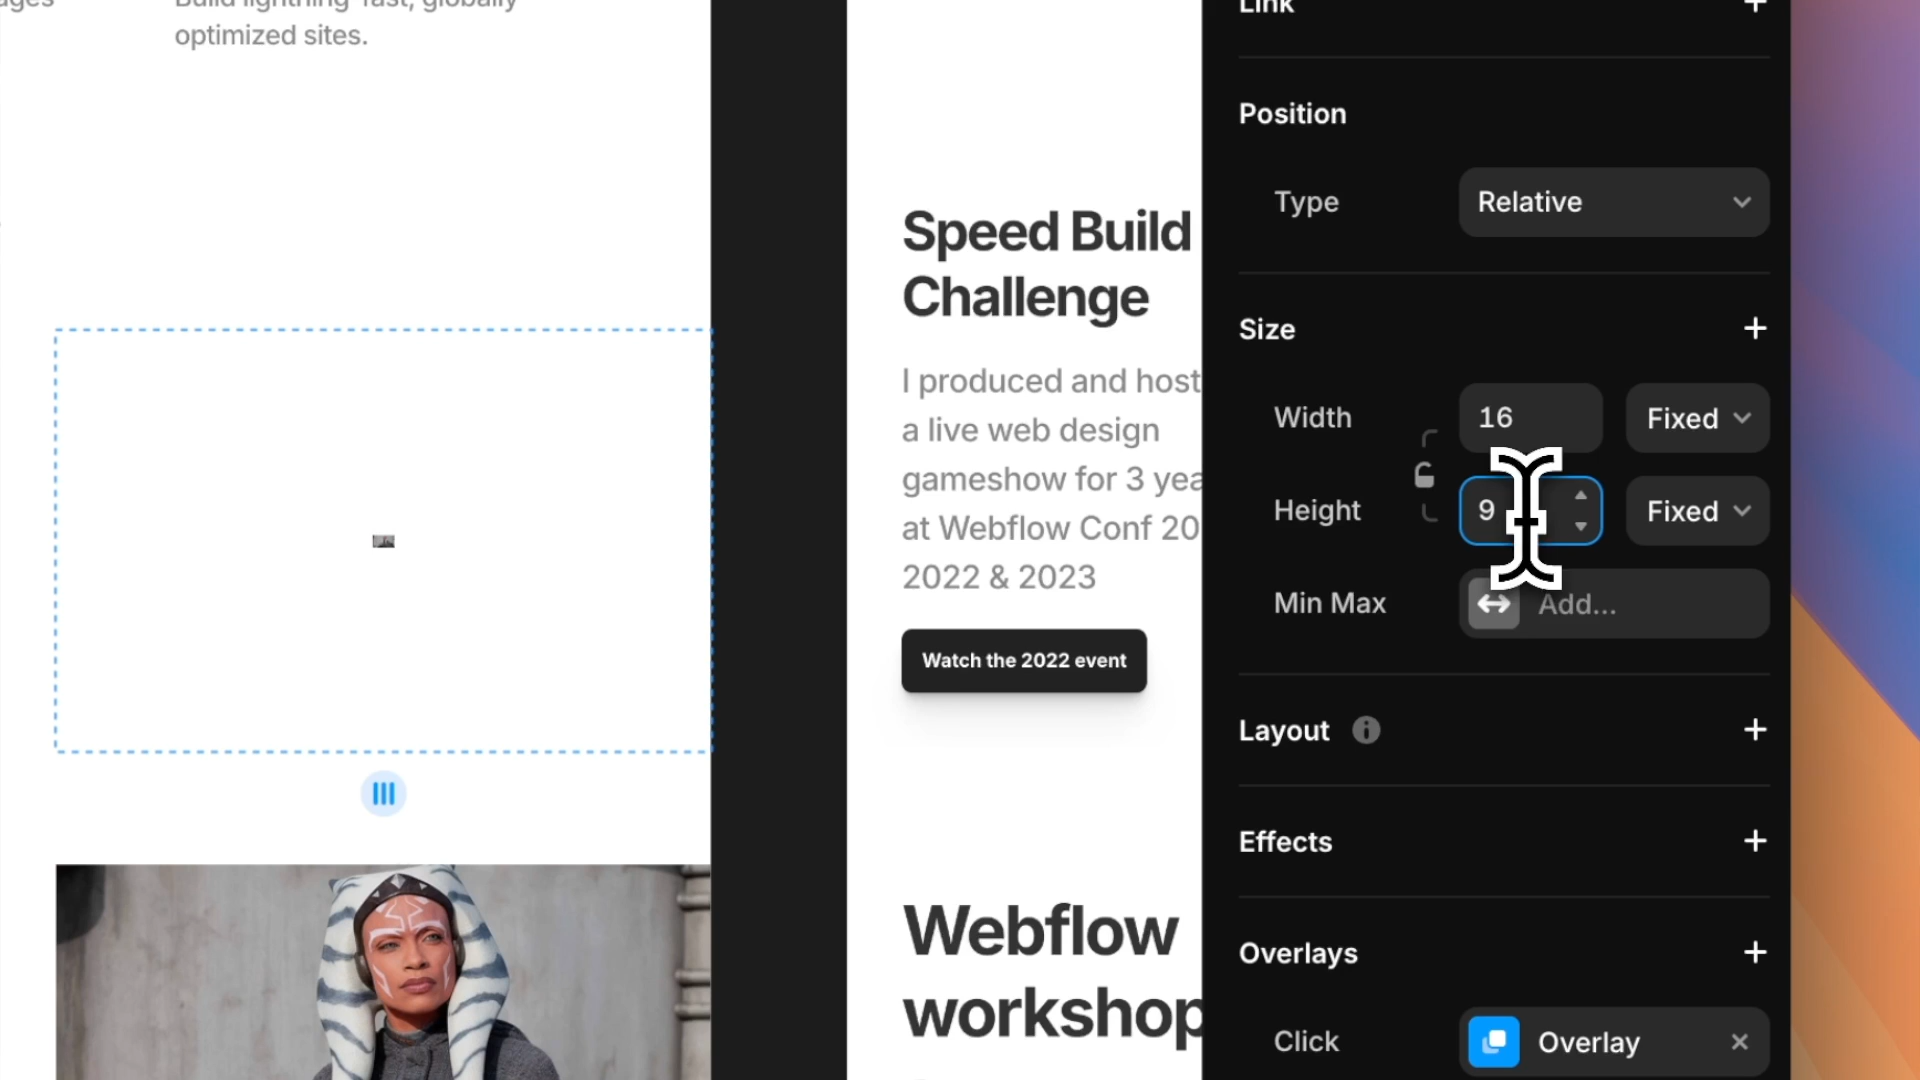 optimized sites.
Speed Build
Challenge
I produced and host
a live web design
gameshow for 3 yea
at Webflow Conf 20
2022 & 2023
Watch the 2022 event
Webflow
workshop
Link
Position
Type
Relative
Size
Width
16
Fixed
Height
9
Fixed
Min Max
Add...
Layout
Effects
Overlays
Click
Overlay